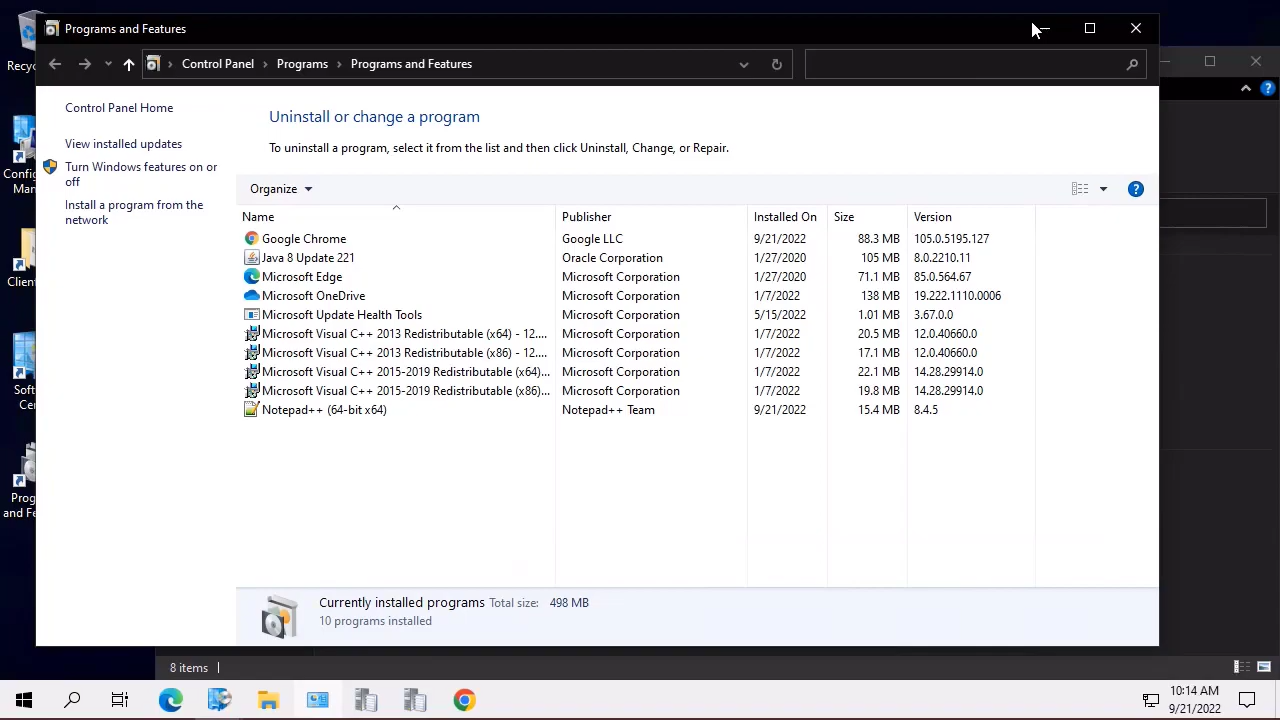 Programs and Features
Control Panel > Programs > Programs and Features
Recyc
Config
Man
Client
Soft
Cen
Prog
and Fe
Control Panel Home
View installed updates
Turn Windows features on or
off
Install a program from the
network
Uninstall or change a program
To uninstall a program, select it from the list and then click Uninstall, Change, or Repair.
Organize
Name Publisher Installed On Size Version
Google Chrome Google LLC 9/21/2022 88.3 MB 105.0.5195.127
Java 8 Update 221 Oracle Corporation 1/27/2020 105 MB 8.0.2210.11
Microsoft Edge Microsoft Corporation 1/27/2020 71.1 MB 85.0.564.67
Microsoft OneDrive Microsoft Corporation 1/7/2022 138 MB 19.222.1110.0006
Microsoft Update Health Tools Microsoft Corporation 5/15/2022 1.01 MB 3.67.0.0
Microsoft Visual C++ 2013 Redistributable (x64) - 12.... Microsoft Corporation 1/7/2022 20.5 MB 12.0.40660.0
Microsoft Visual C++ 2013 Redistributable (x86) - 12.... Microsoft Corporation 1/7/2022 17.1 MB 12.0.40660.0
Microsoft Visual C++ 2015-2019 Redistributable (x64)... Microsoft Corporation 1/7/2022 22.1 MB 14.28.29914.0
Microsoft Visual C++ 2015-2019 Redistributable (x86)... Microsoft Corporation 1/7/2022 19.8 MB 14.28.29914.0
Notepad++ (64-bit x64) Notepad++ Team 9/21/2022 15.4 MB 8.4.5
Currently installed programs Total size: 498 MB
10 programs installed
8 items
10:14 AM
9/21/2022